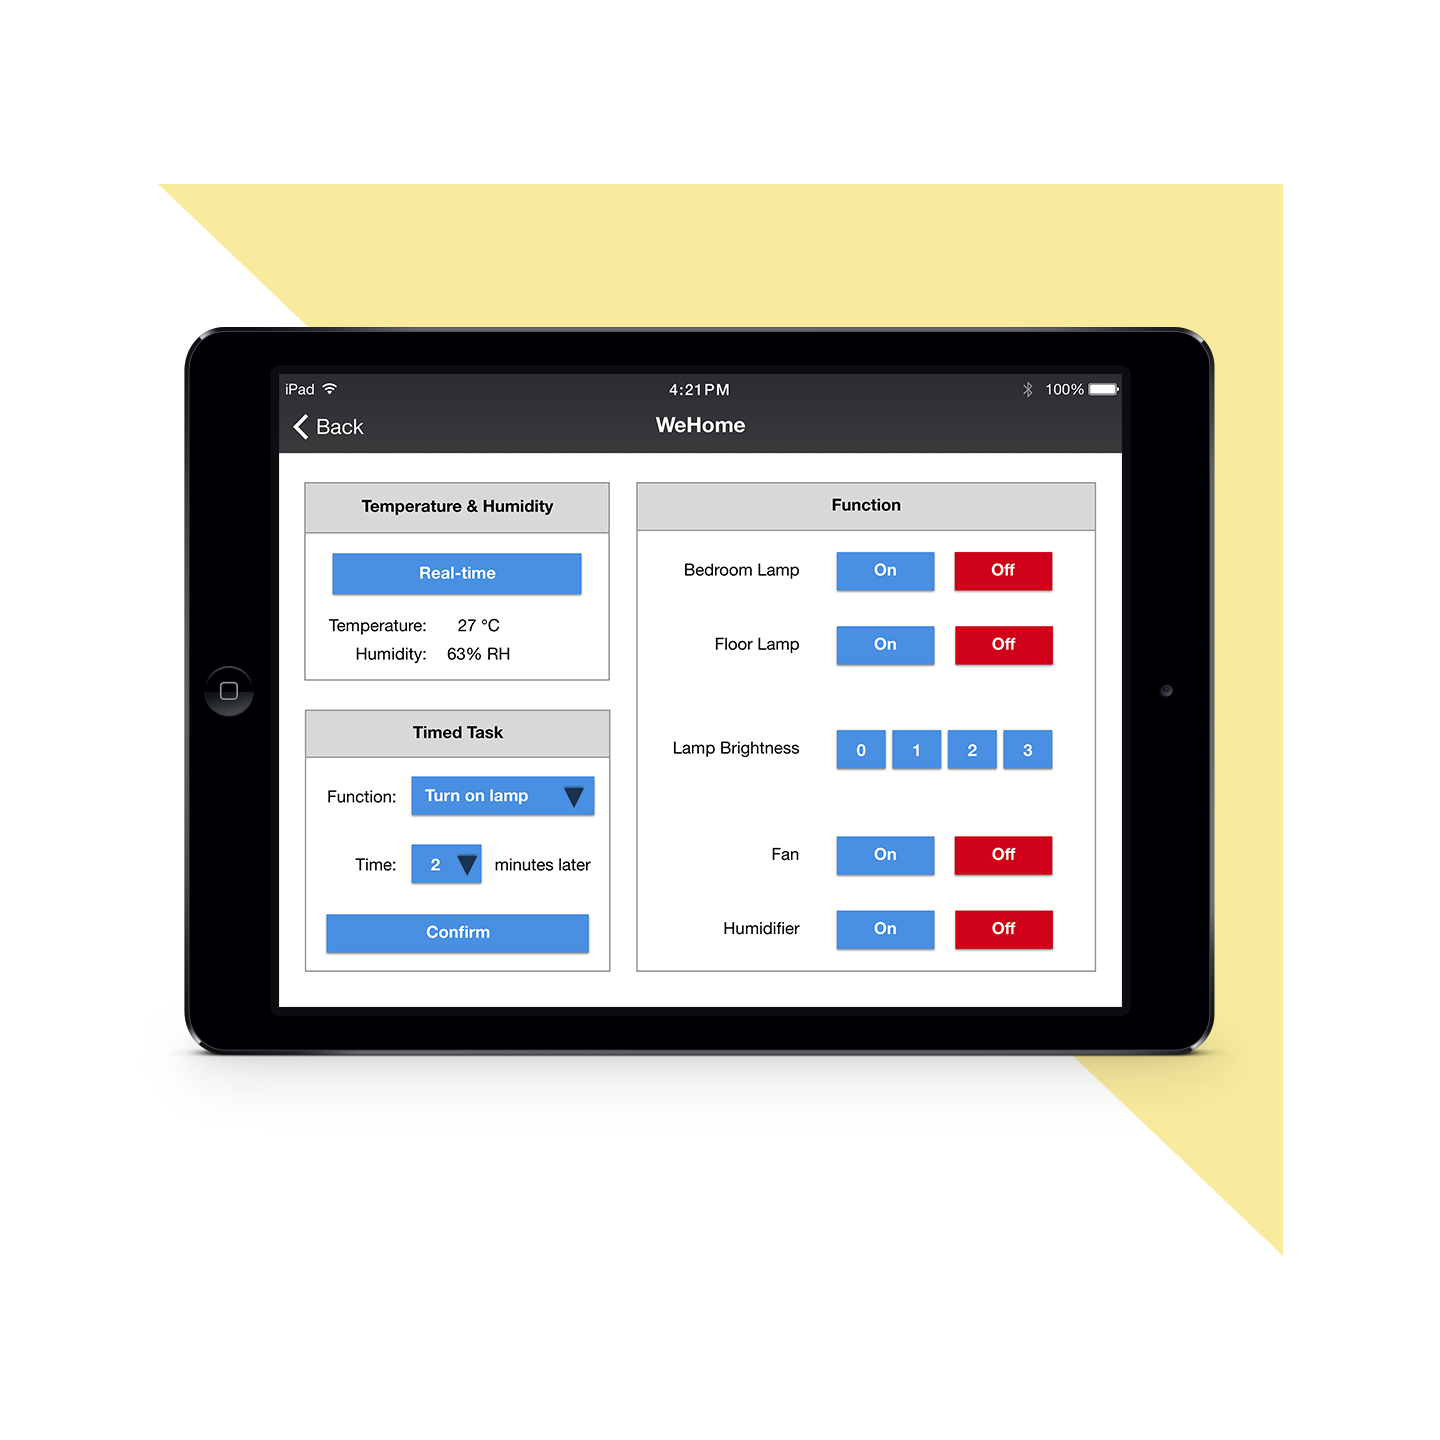 iPad 4:21PM 100%
Back WeHome
Temperature & Humidity
Real-time
Temperature: 27 °C
Humidity: 63% RH
Timed Task
Function: Turn on lamp
Time: 2 minutes later
Confirm
Function
Bedroom Lamp On Off
Floor Lamp On Off
Lamp Brightness 0 1 2 3
Fan On Off
Humidifier On Off